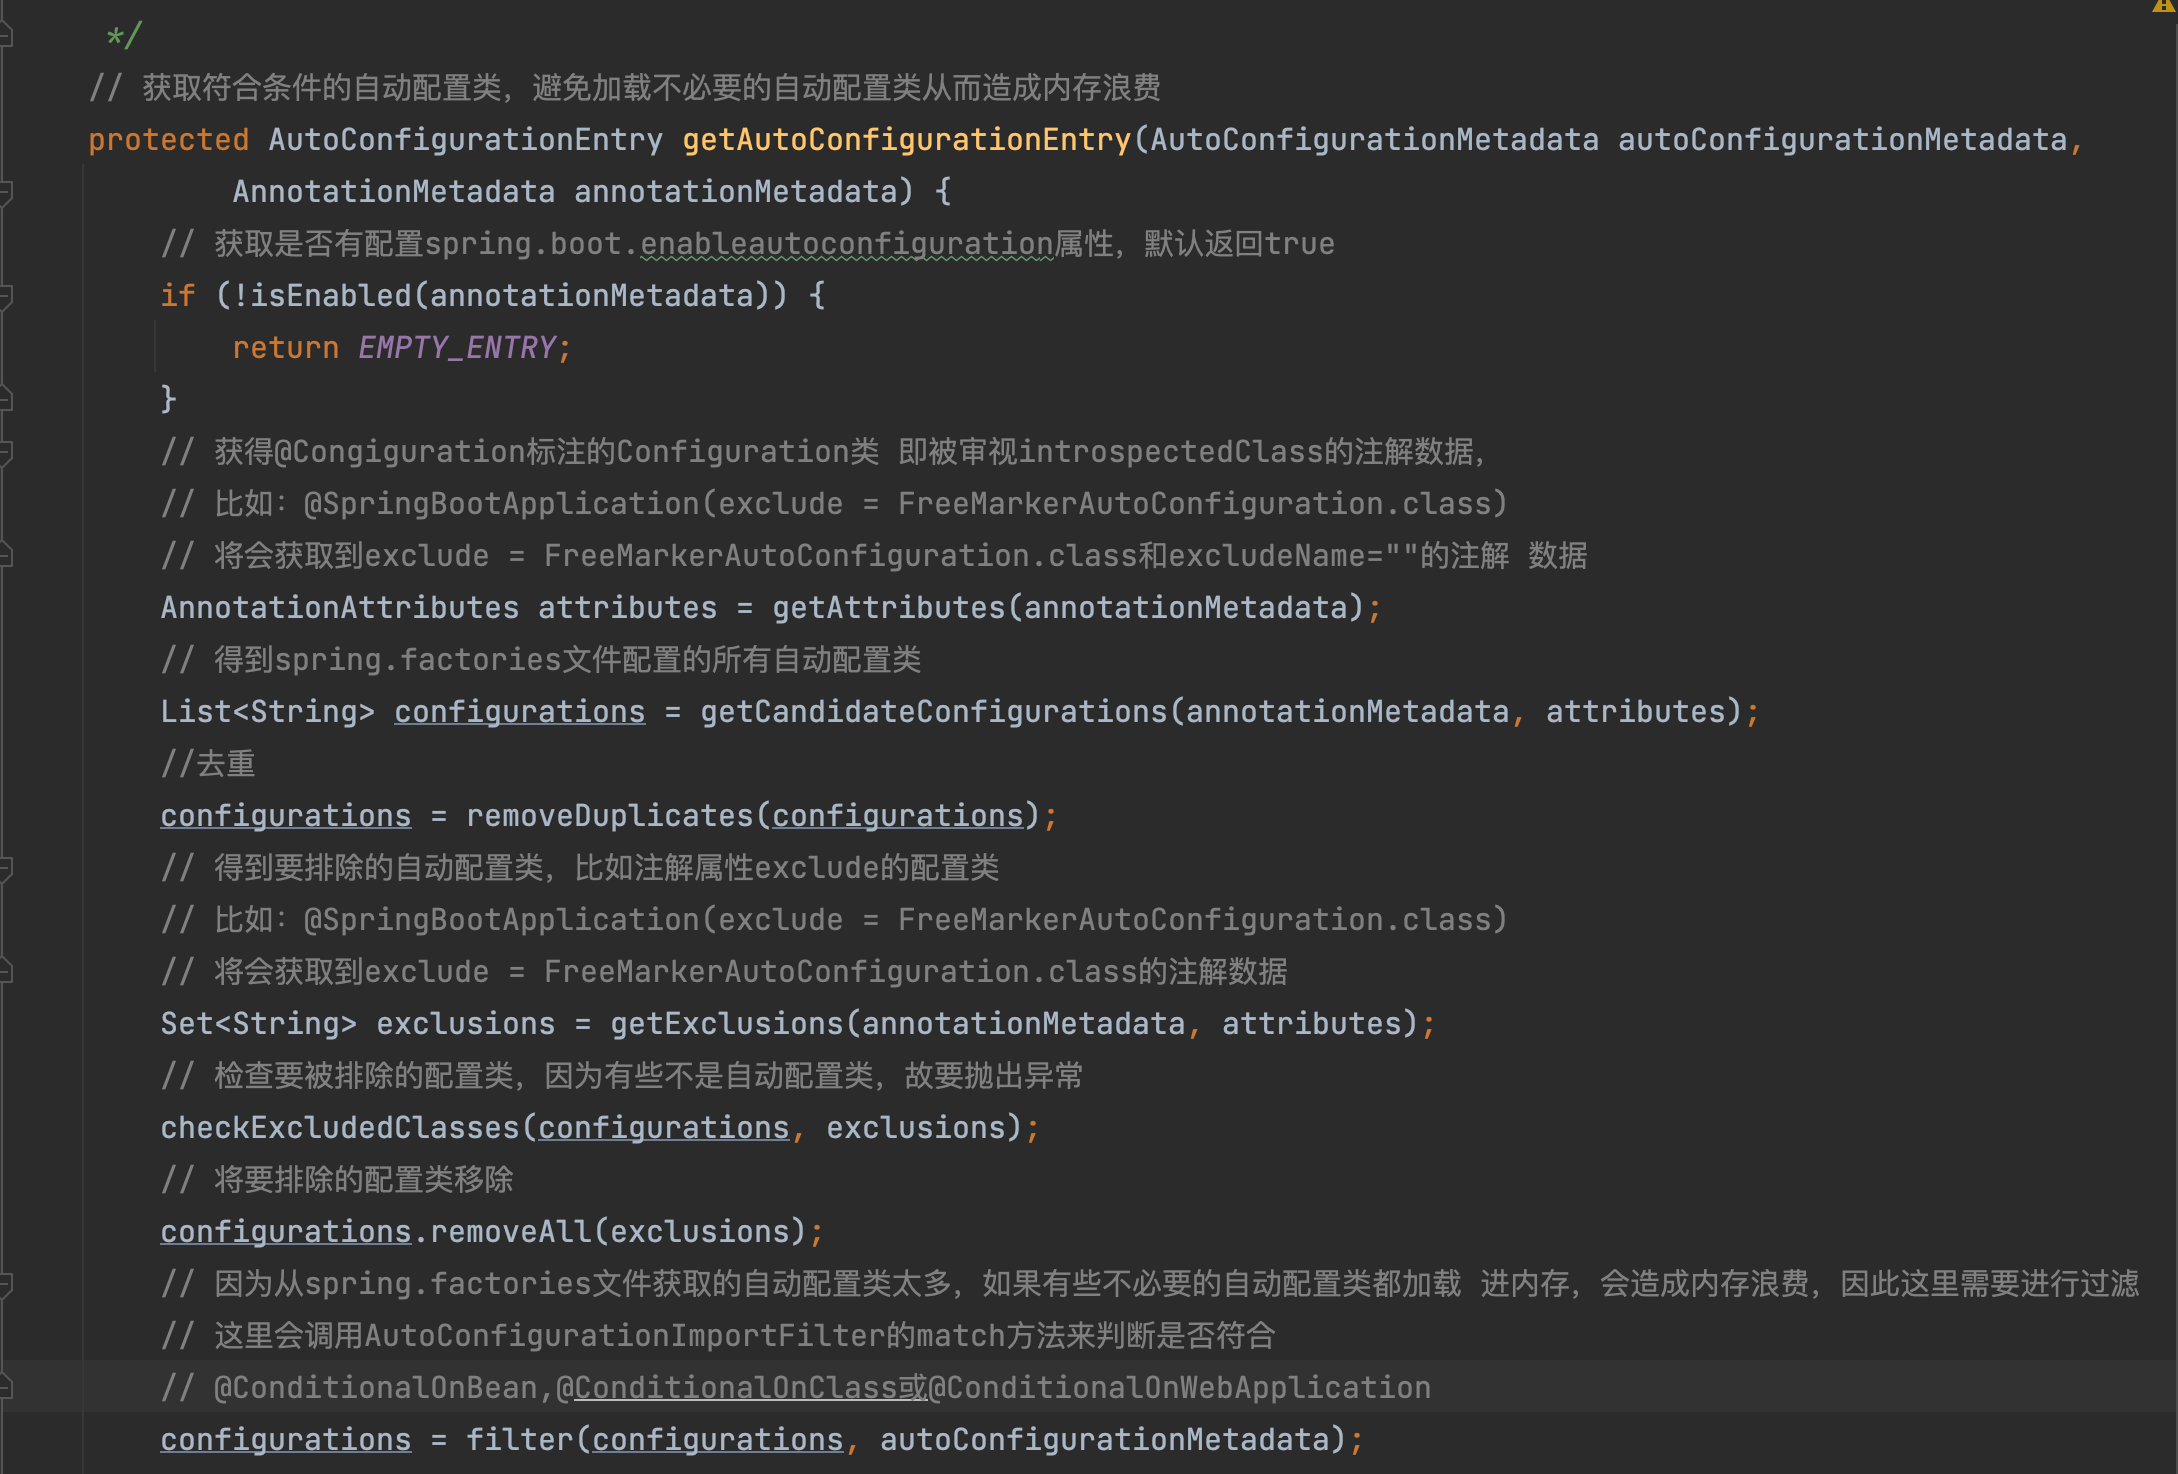 */
// 获取符合条件的自动配置类，避免加载不必要的自动配置类从而造成内存浪费
protected AutoConfigurationEntry getAutoConfigurationEntry(AutoConfigurationMetadata autoConfigurationMetadata,
AnnotationMetadata annotationMetadata) {
// 获取是否有配置spring.boot.enableautoconfiguration属性，默认返回true
if (!isEnabled(annotationMetadata)) {
return EMPTY_ENTRY;
}
// 获得@Congiguration标注的Configuration类 即被审视introspectedClass的注解数据，
// 比如：@SpringBootApplication(exclude = FreeMarkerAutoConfiguration.class)
// 将会获取到exclude = FreeMarkerAutoConfiguration.class和excludeName=""的注解 数据
AnnotationAttributes attributes = getAttributes(annotationMetadata);
// 得到spring.factories文件配置的所有自动配置类
List<String> configurations = getCandidateConfigurations(annotationMetadata, attributes);
//去重
configurations = removeDuplicates(configurations);
// 得到要排除的自动配置类，比如注解属性exclude的配置类
// 比如：@SpringBootApplication(exclude = FreeMarkerAutoConfiguration.class)
// 将会获取到exclude = FreeMarkerAutoConfiguration.class的注解数据
Set<String> exclusions = getExclusions(annotationMetadata, attributes);
// 检查要被排除的配置类，因为有些不是自动配置类，故要抛出异常
checkExcludedClasses(configurations, exclusions);
// 将要排除的配置类移除
configurations.removeAll(exclusions);
// 因为从spring.factories文件获取的自动配置类太多，如果有些不必要的自动配置类都加载 进内存，会造成内存浪费，因此这里需要进行过滤
// 这里会调用AutoConfigurationImportFilter的match方法来判断是否符合
// @ConditionalOnBean,@ConditionalOnClass或@ConditionalOnWebApplication
configurations = filter(configurations, autoConfigurationMetadata);